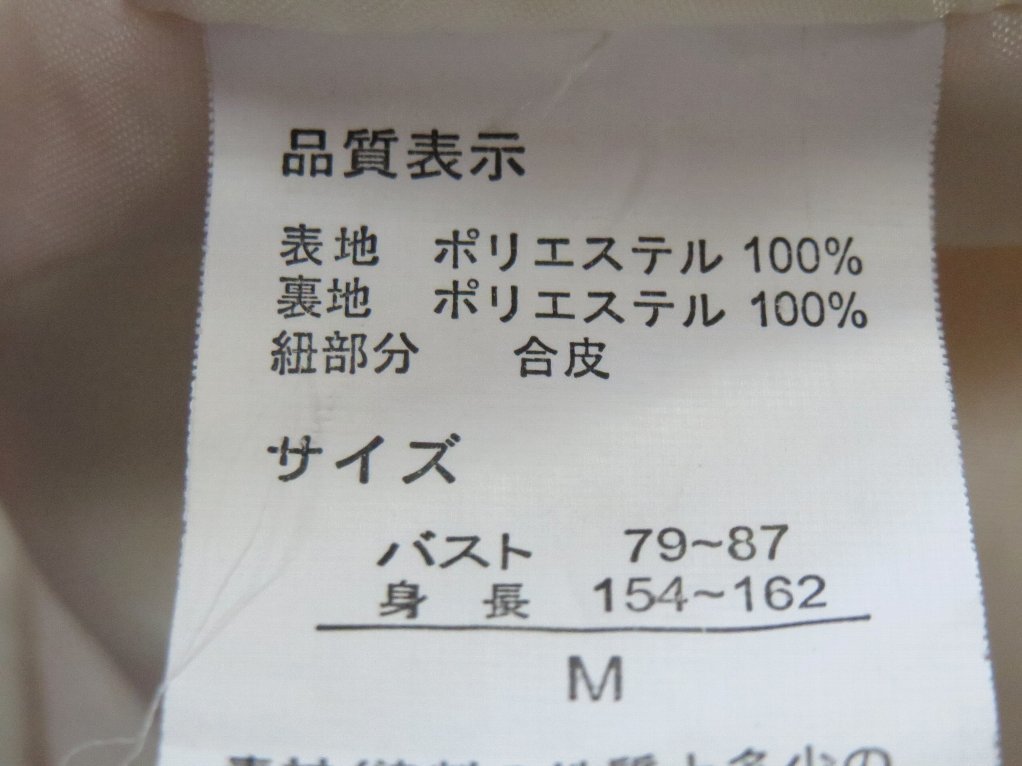 品質表示
表地 ポリエステル 100%
裏地 ポリエステル 100%
紐部分 合皮
サイズ
バスト 79~87
身長 154~162
M